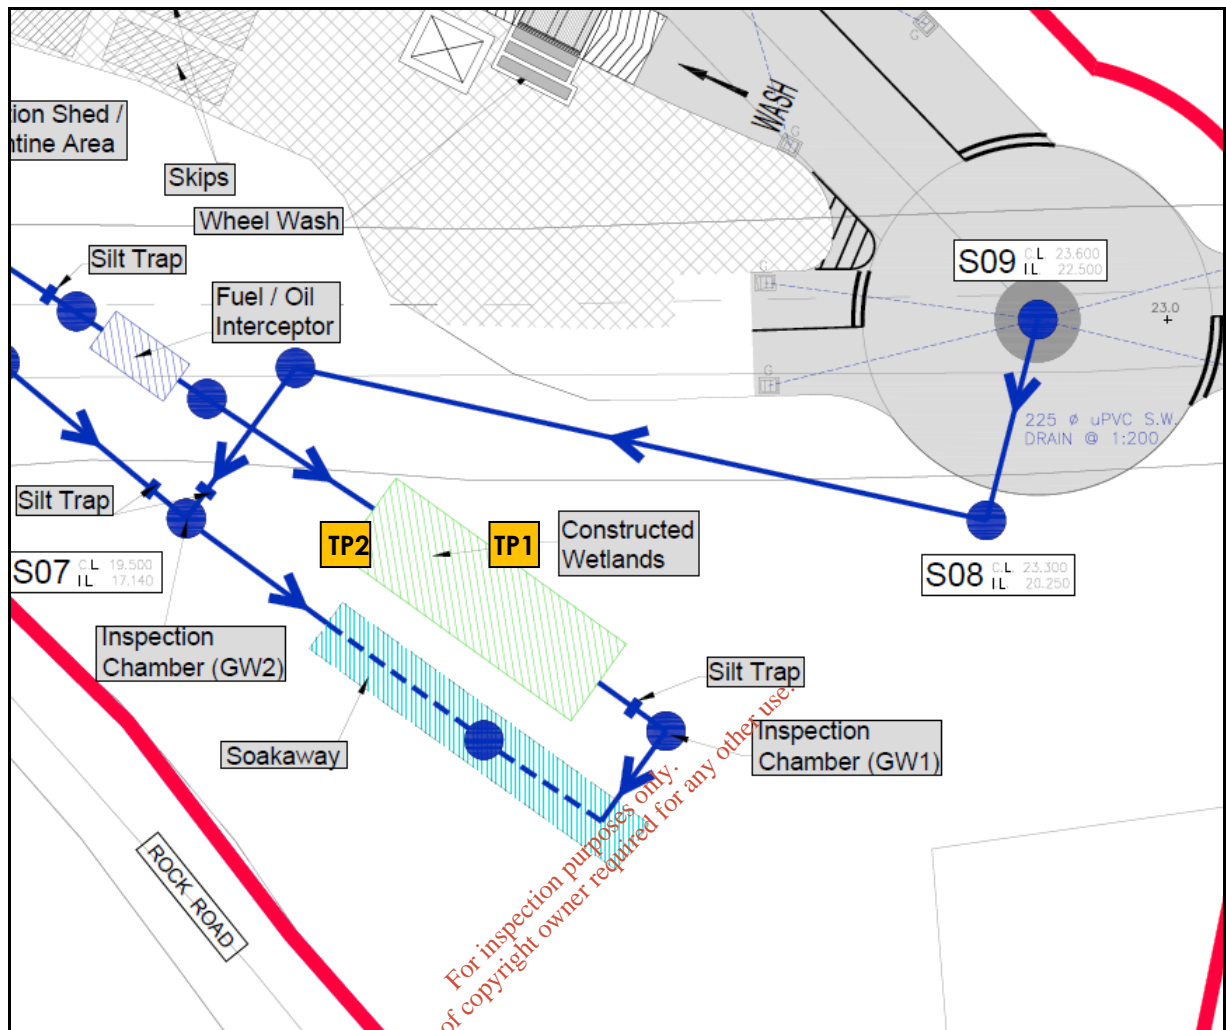 tion Shed /
ntine Area
Skips
Wheel Wash
WASH
G
G
G
G
Silt Trap
Fuel / Oil
Interceptor
S09 C.L. 23.600
I.L. 22.500
23.0
225 ø uPVC S.W.
DRAIN @ 1:200
Silt Trap
TP2
TP1
Constructed
Wetlands
S07 C.L. 19.500
I.L. 17.140
S08 C.L. 23.300
I.L. 20.250
Inspection
Chamber (GW2)
Silt Trap
Soakaway
Inspection
Chamber (GW1)
ROCK ROAD
For inspection purposes only.
of copyright owner required for any other use.